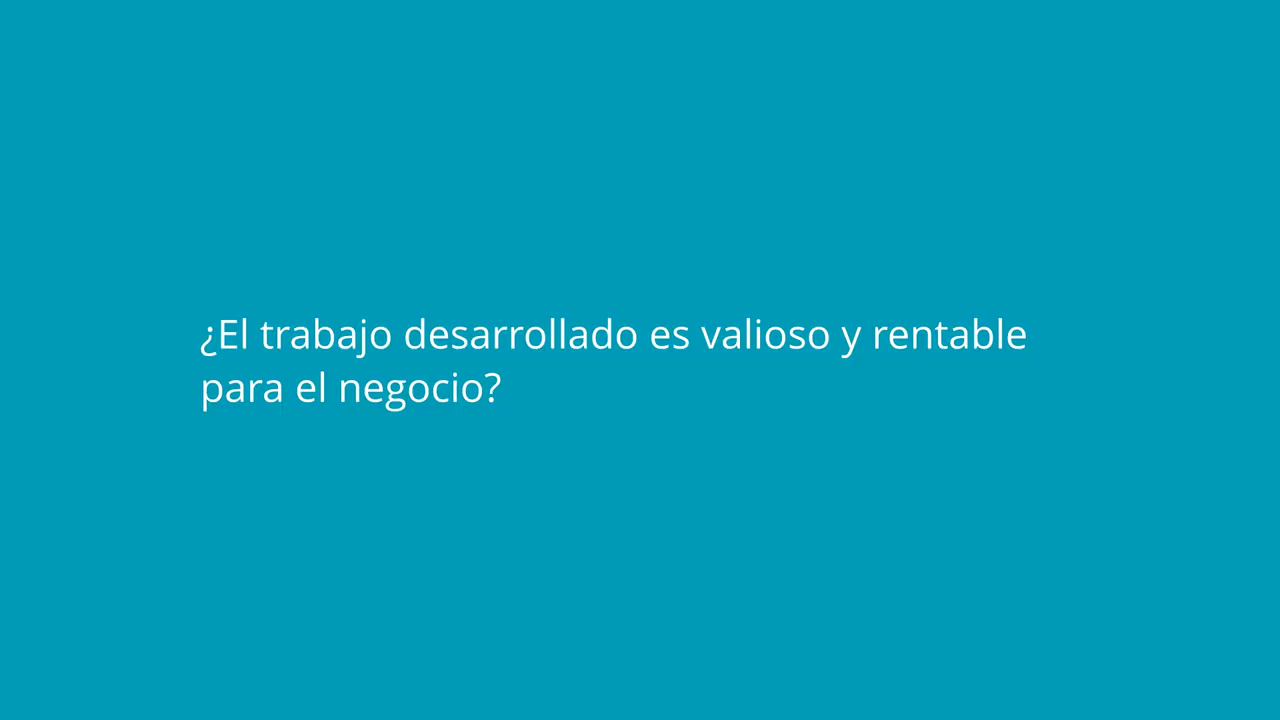 ¿El trabajo desarrollado es valioso y rentable
para el negocio?